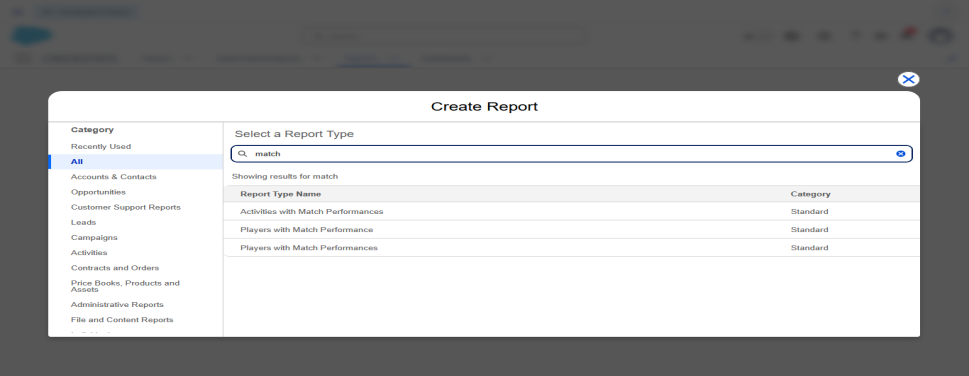 Create Report
Category
Recently Used
All
Accounts & Contacts
Opportunities
Customer Support Reports
Leads
Campaigns
Activities
Contracts and Orders
Price Books, Products and
Assets
Administrative Reports
File and Content Reports
Select a Report Type
match
Showing results for match
Report Type Name Category
Activities with Match Performances Standard
Players with Match Performance Standard
Players with Match Performances Standard